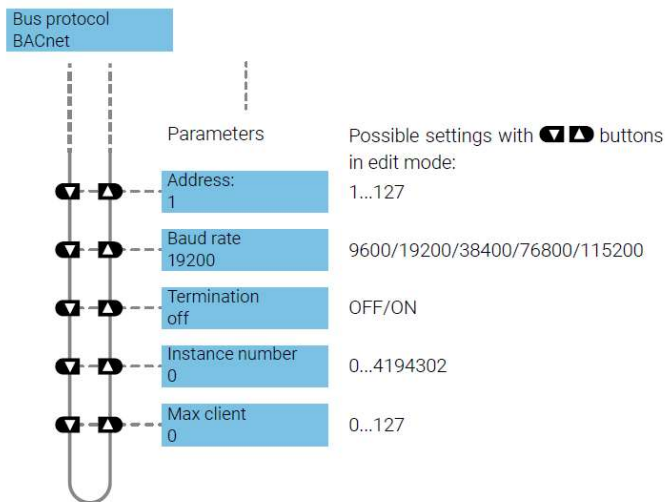 Bus protocol
BACnet
Parameters
Possible settings with buttons
in edit mode:
Address:
1
1...127
Baud rate
19200
9600/19200/38400/76800/115200
Termination
off
OFF/ON
Instance number
0
0...4194302
Max client
0
0...127